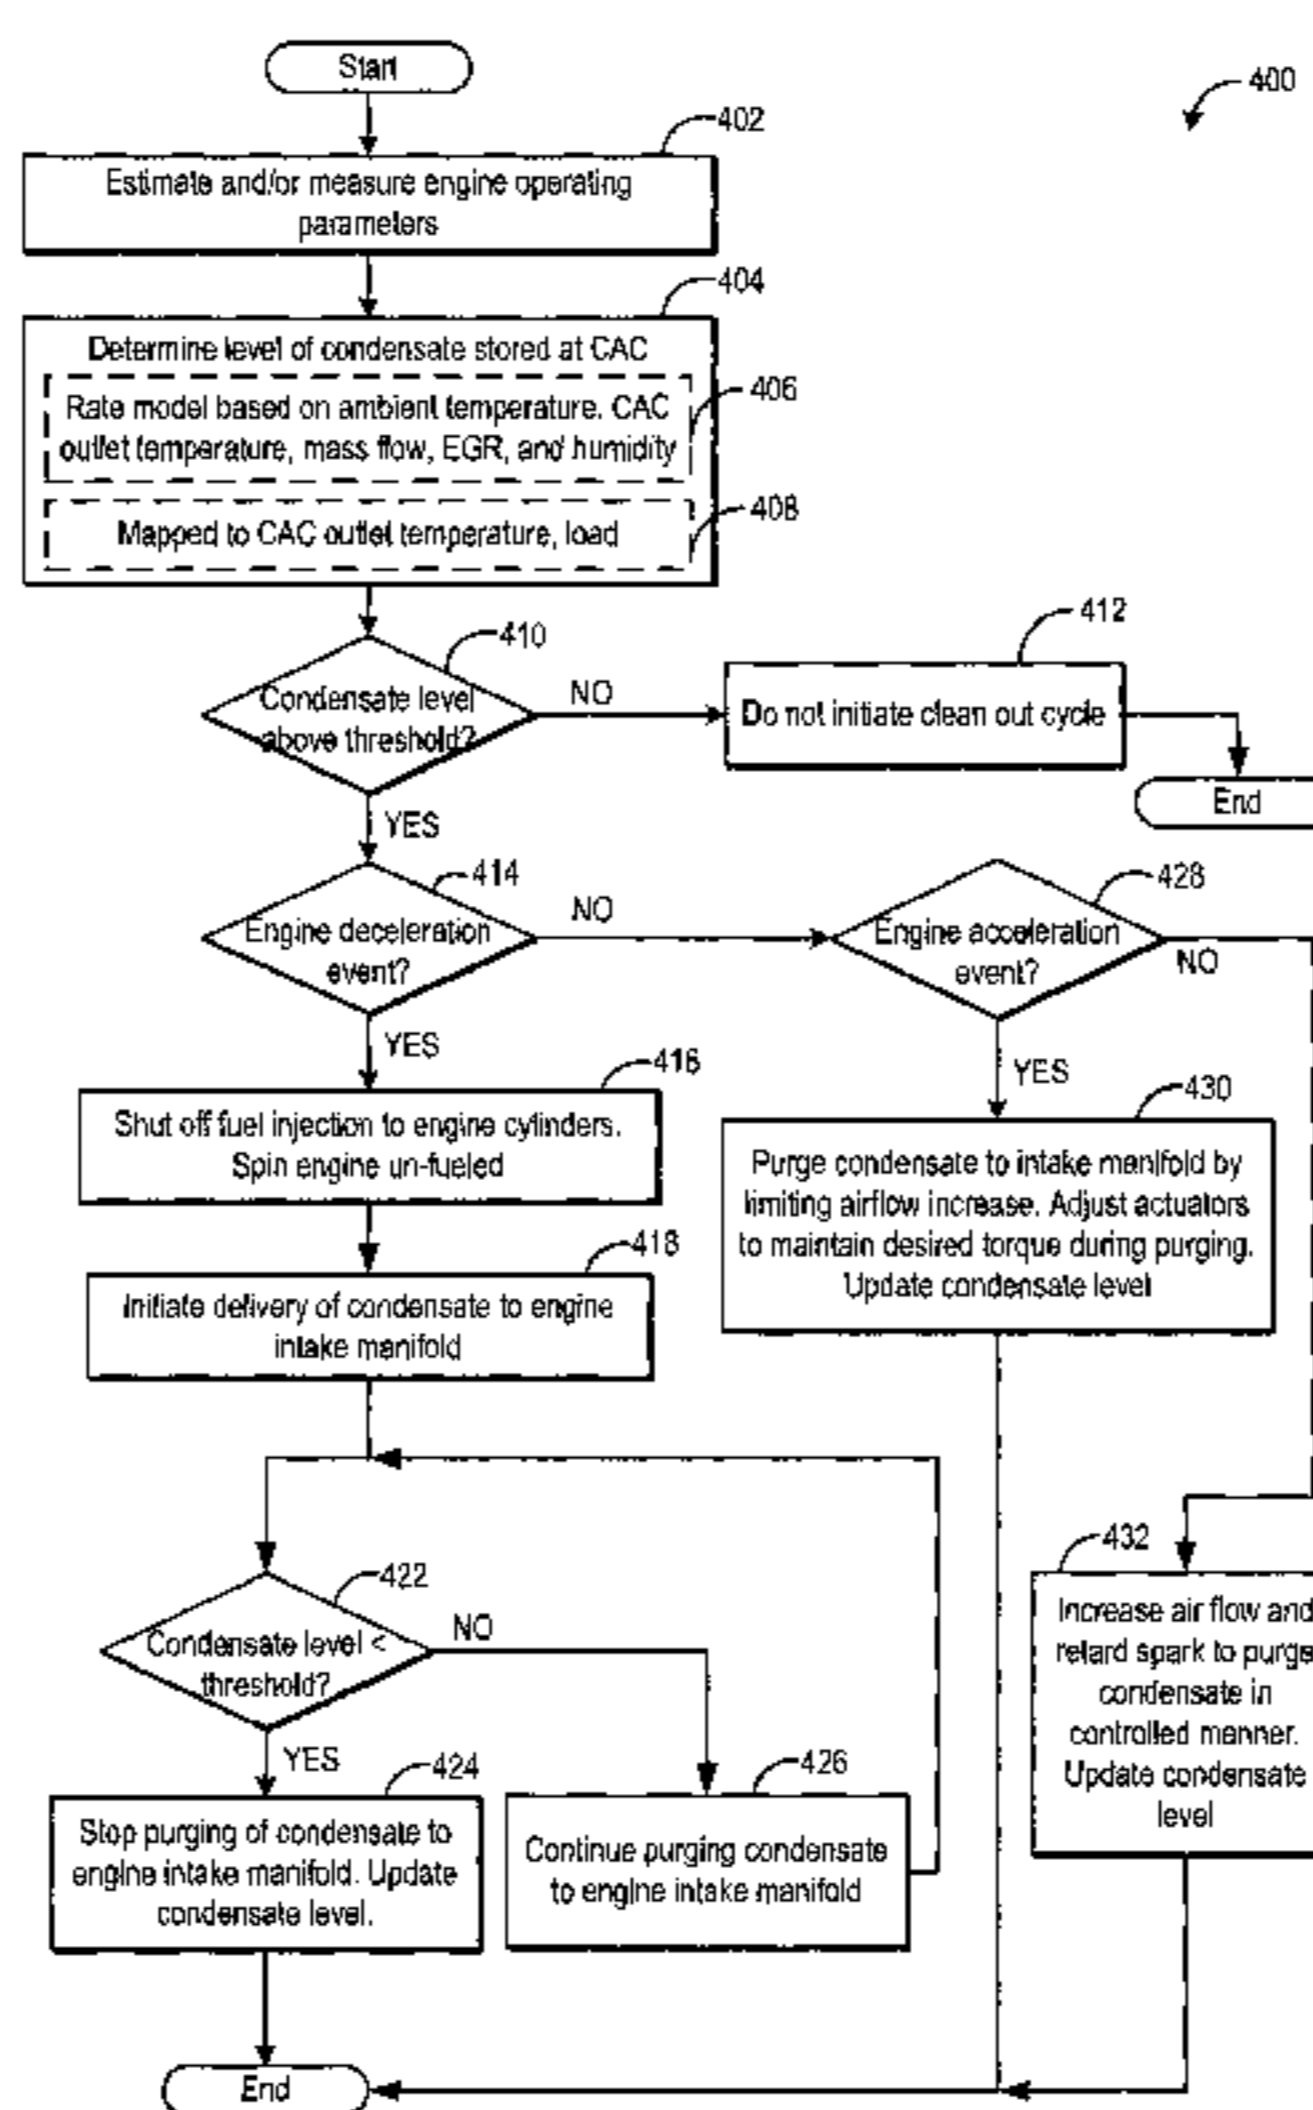 Start
400
402
Estimate and/or measure engine operating
parameters
404
Determine level of condensate stored at CAC
406
Rate model based on ambient temperature. CAC
outlet temperature, mass flow, EGR, and humidity
408
Mapped to CAC outlet temperature, load
410
Condensate level
above threshold?
NO
412
Do not initiate clean out cycle
End
YES
414
Engine deceleration
event?
NO
428
Engine acceleration
event?
NO
YES
416
Shut off fuel injection to engine cylinders.
Spin engine un-fueled
YES
430
Purge condensate to intake manifold by
limiting airflow increase. Adjust actuators
to maintain desired torque during purging.
Update condensate level
418
Initiate delivery of condensate to engine
intake manifold
422
Condensate level <
threshold?
NO
432
Increase air flow and
retard spark to purge
condensate in
controlled manner.
Update condensate
level
YES
424
Stop purging of condensate to
engine intake manifold. Update
condensate level.
426
Continue purging condensate
to engine intake manifold
End